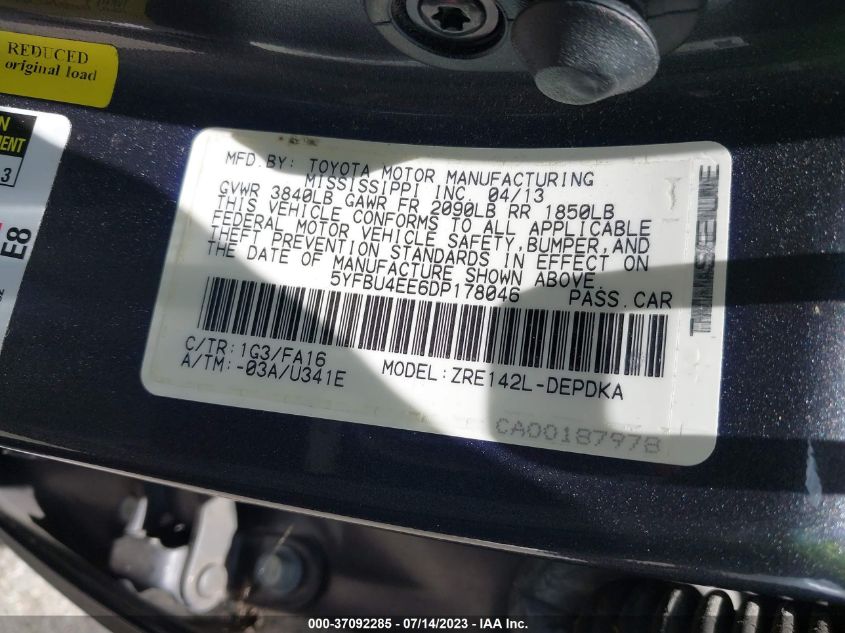 REDUCED
original load
N
MENT
3
E8
MFD.BY: TOYOTA MOTOR MANUFACTURING
MISSISSIPPI INC. 04/13
GVWR 3840LB GAWR FR 2090LB RR 1850LB
THIS VEHICLE CONFORMS TO ALL APPLICABLE
FEDERAL MOTOR VEHICLE SAFETY,BUMPER,AND
THEFT PREVENTION STANDARDS IN EFFECT ON
THE DATE OF MANUFACTURE SHOWN ABOVE.
5YFBU4EE6DP178046 PASS.CAR
C/TR:1G3/FA16
A/TM:-03A/U341E MODEL:ZRE142L-DEPDKA
CA00187978
000-37092285 - 07/14/2023 - IAA Inc.